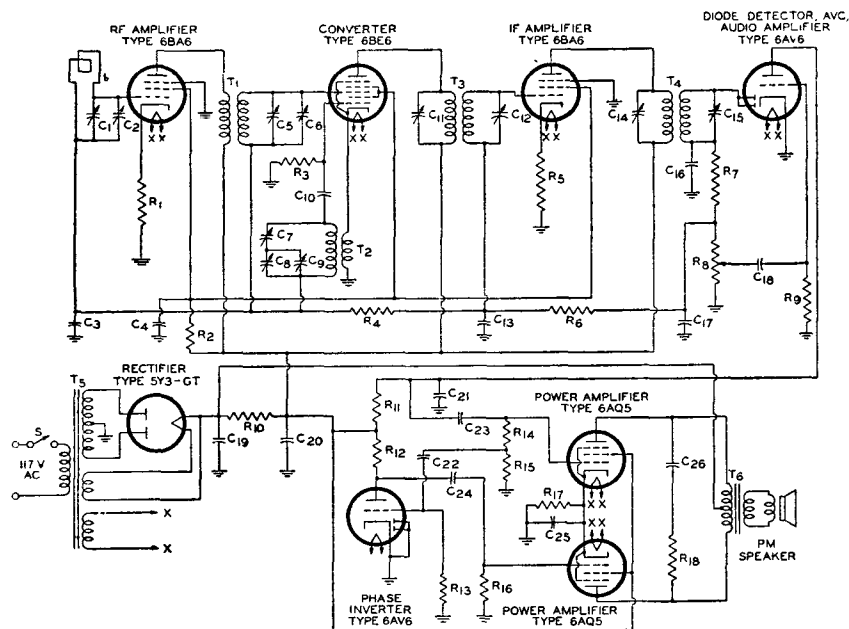 RF AMPLIFIER
TYPE 6BA6
CONVERTER
TYPE 6BE6
IF AMPLIFIER
TYPE 6BA6
DIODE DETECTOR, AVC,
AUDIO AMPLIFIER
TYPE 6AV6
L
T1
T3
T4
C1
C2
X X
C5
C6
X X
C11
C12
X X
C14
C15
X X
R1
R3
C10
R5
C16
R7
C7
C8
C9
T2
R8
C18
R9
C3
C4
R2
R4
C13
R6
C17
RECTIFIER
TYPE 5Y3-GT
T5
S
117 V
AC
R10
C19
C20
R11
C21
C23
R14
POWER AMPLIFIER
TYPE 6AQ5
R12
C22
R15
C24
C26
T6
X X
R17
X X
C25
X
X
PM
SPEAKER
R13
R16
R18
PHASE
INVERTER
TYPE 6AV6
POWER AMPLIFIER
TYPE 6AQ5